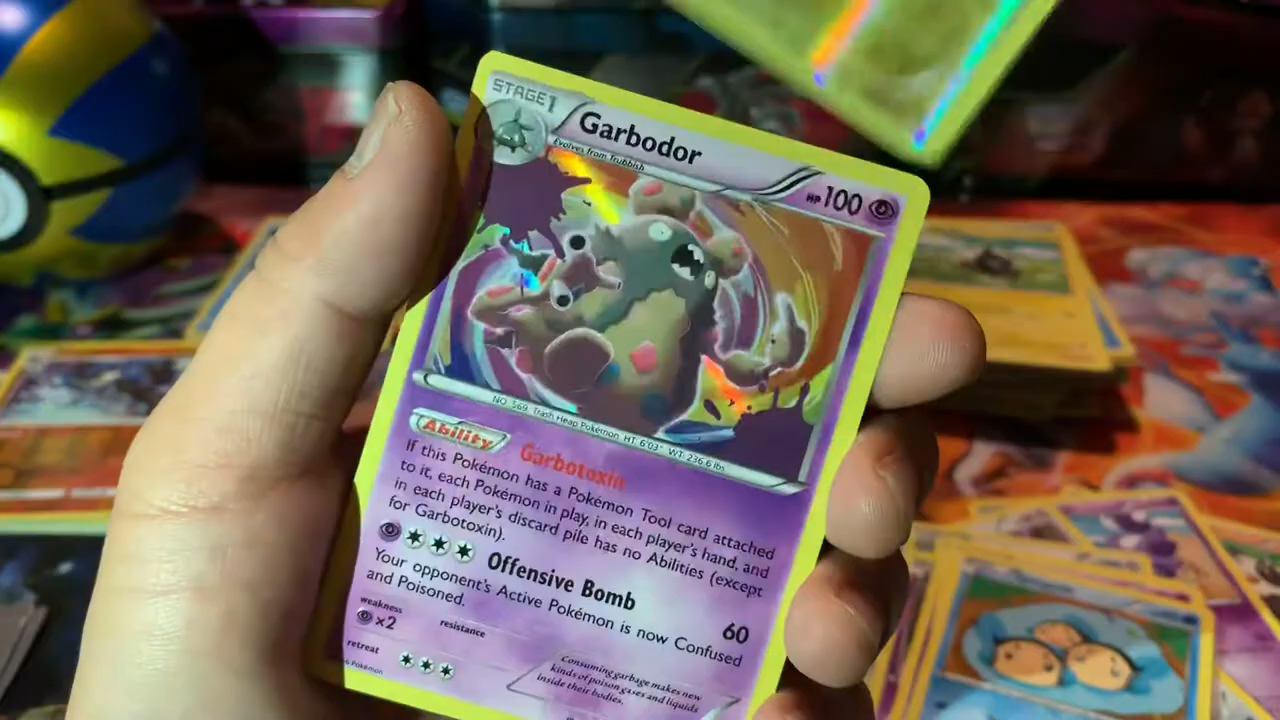 STAGE1
Garbodor
Evolves from Trubbish
HP 100
NO. 569 Trash Heap Pokémon HT: 6'03" WT: 236.6 lbs
Ability Garbotoxin
If this Pokémon has a Pokémon Tool card attached
to it, each Pokémon in play, in each player's hand, and
in each player's discard pile has no Abilities (except
for Garbotoxin).
Offensive Bomb 60
Your opponent's Active Pokémon is now Confused
and Poisoned.
weakness
×2
resistance
retreat
6 Pokémon
Consuming garbage makes new
kinds of poison gases and liquids
inside their bodies.